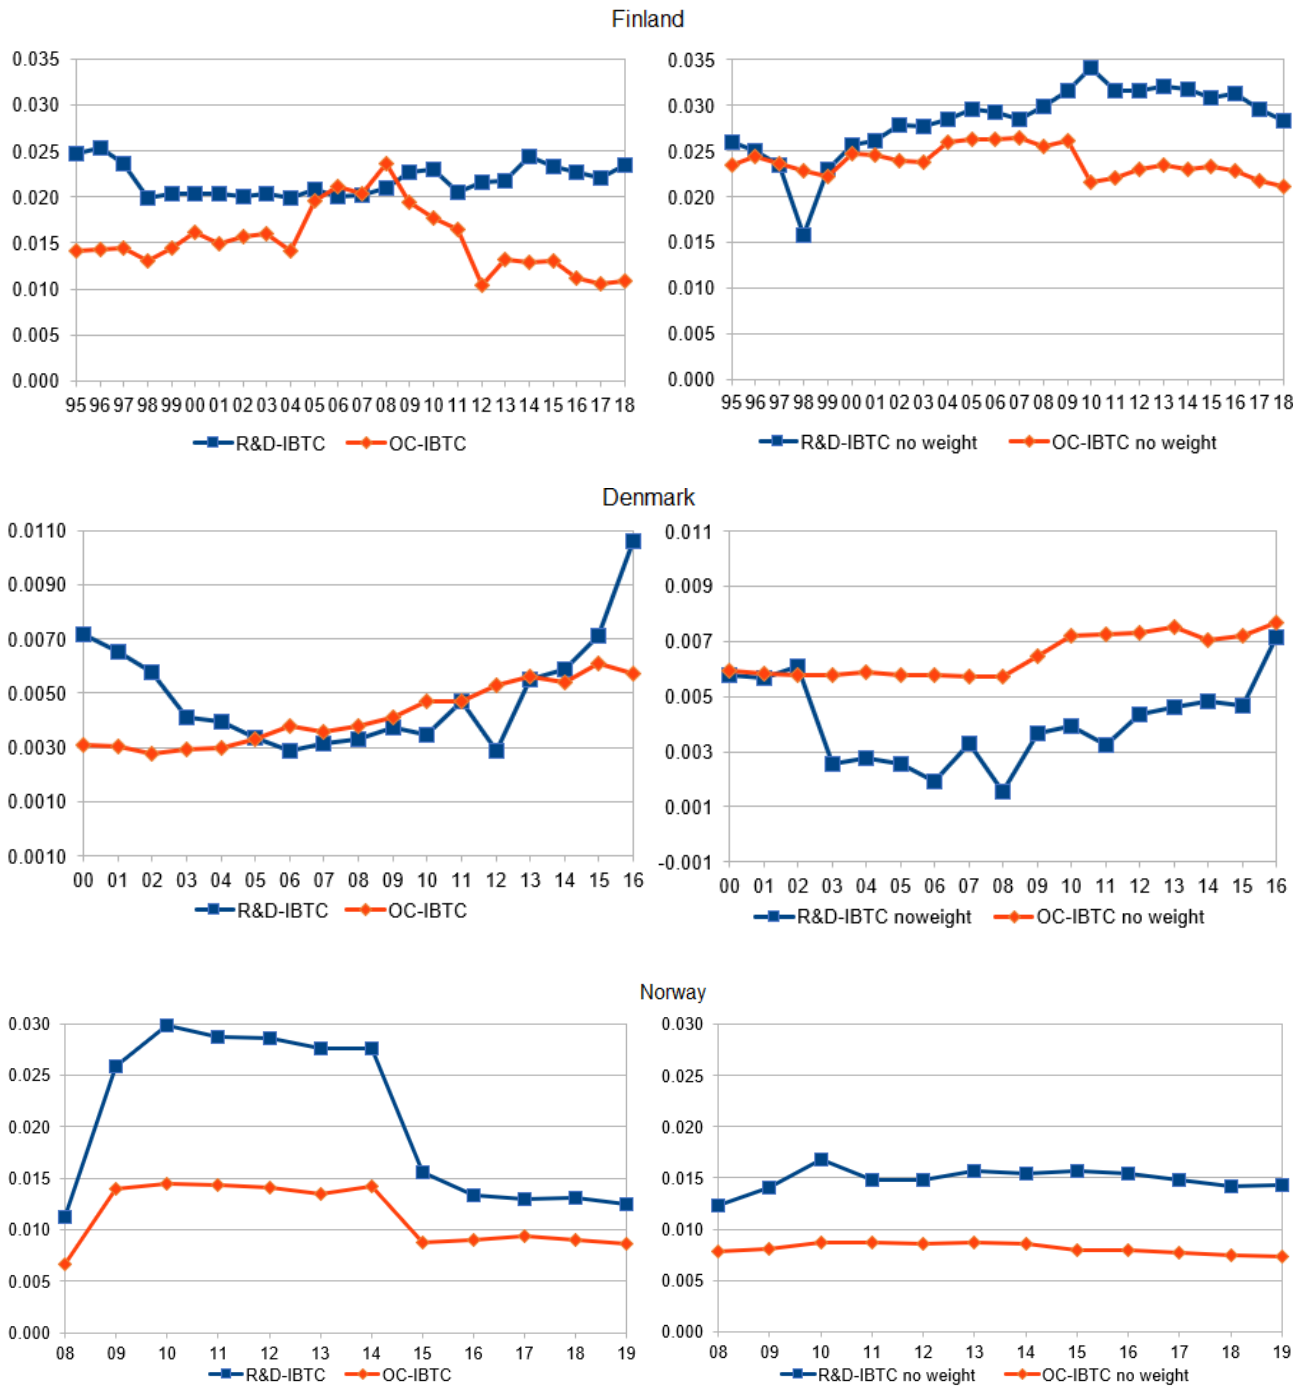 Finland
0.035
0.030
0.025
0.020
0.015
0.010
0.005
0.000
95 96 97 98 99 00 01 02 03 04 05 06 07 08 09 10 11 12 13 14 15 16 17 18
R&D-IBTC OC-IBTC
0.035
0.030
0.025
0.020
0.015
0.010
0.005
0.000
95 96 97 98 99 00 01 02 03 04 05 06 07 08 09 10 11 12 13 14 15 16 17 18
R&D-IBTC no weight OC-IBTC no weight
Denmark
0.0110
0.0090
0.0070
0.0050
0.0030
0.0010
0.0010
00 01 02 03 04 05 06 07 08 09 10 11 12 13 14 15 16
R&D-IBTC OC-IBTC
0.011
0.009
0.007
0.005
0.003
0.001
-0.001
00 01 02 03 04 05 06 07 08 09 10 11 12 13 14 15 16
R&D-IBTC noweight OC-IBTC no weight
Norway
0.030
0.025
0.020
0.015
0.010
0.005
0.000
08 09 10 11 12 13 14 15 16 17 18 19
R&D-IBTC OC-IBTC
0.030
0.025
0.020
0.015
0.010
0.005
0.000
08 09 10 11 12 13 14 15 16 17 18 19
R&D-IBTC no weight OC-IBTC no weight